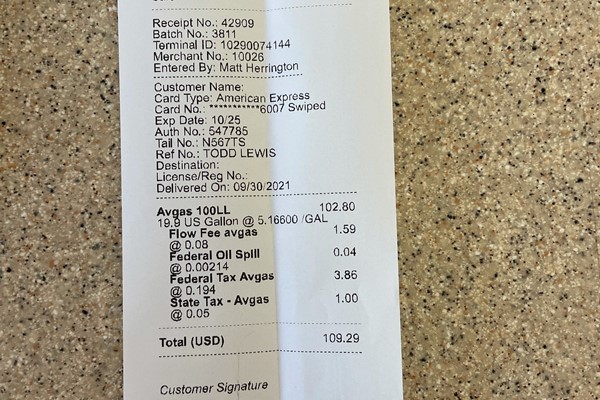 Receipt No.: 42909
Batch No.: 3811
Terminal ID: 10290074144
Merchant No.: 10026
Entered By: Matt Herrington
Customer Name:
Card Type: American Express
Card No.: **********6007 Swiped
Exp Date: 10/25
Auth No.: 547785
Tail No.: N567TS
Ref No.: TODD LEWIS
Destination:
License/Reg No.:
Delivered On: 09/30/2021
Avgas 100LL 102.80
19.9 US Gallon @ 5.16600 /GAL
Flow Fee avgas 1.59
@ 0.08
Federal Oil Spill 0.04
@ 0.00214
Federal Tax Avgas 3.86
@ 0.194
State Tax - Avgas 1.00
@ 0.05
Total (USD) 109.29
Customer Signature